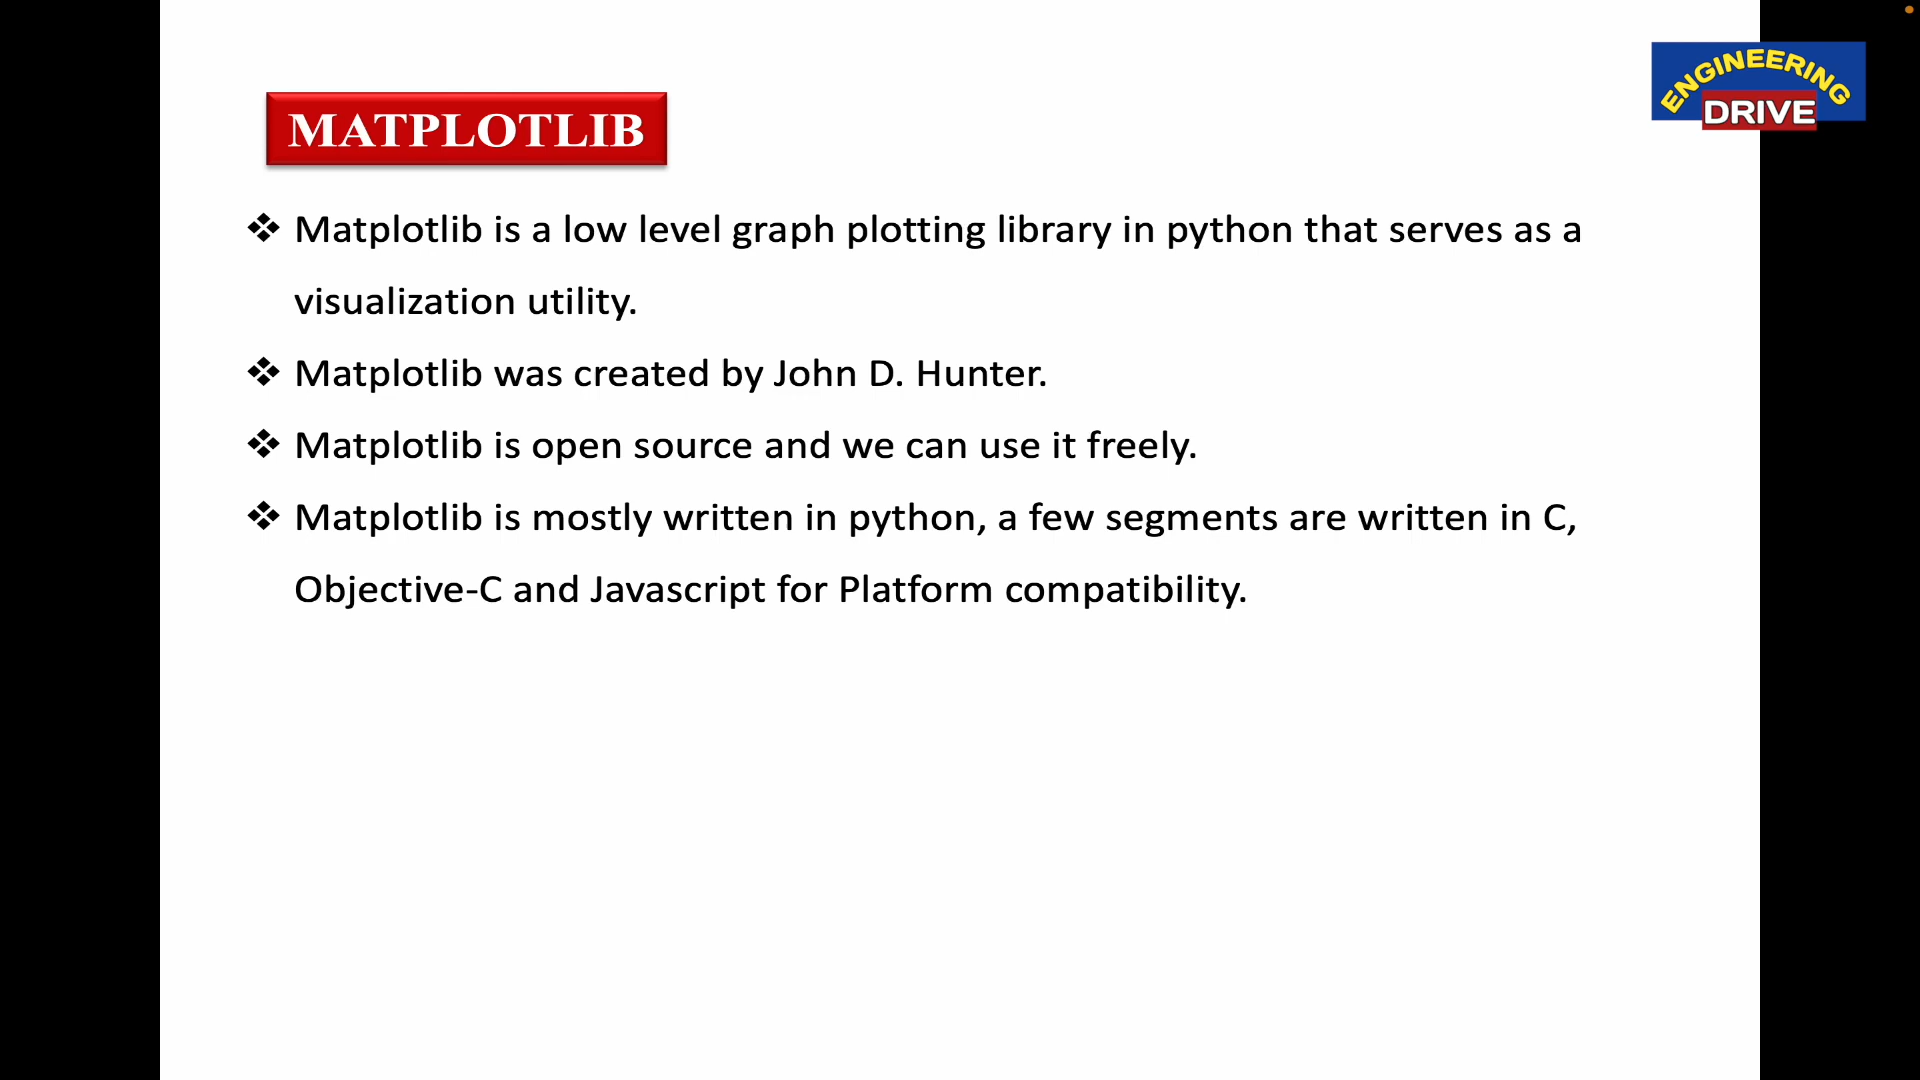 ENGINEERING
DRIVE
MATPLOTLIB
❖ Matplotlib is a low level graph plotting library in python that serves as a
visualization utility.
❖ Matplotlib was created by John D. Hunter.
❖ Matplotlib is open source and we can use it freely.
❖ Matplotlib is mostly written in python, a few segments are written in C,
Objective-C and Javascript for Platform compatibility.